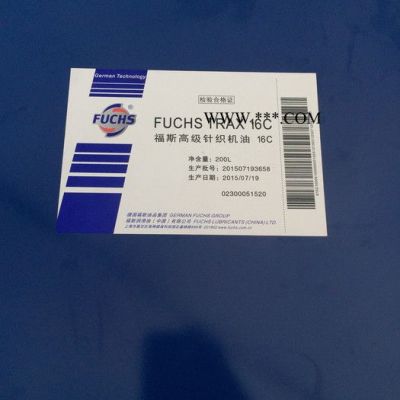 German Technology
检验合格证
FUCHS
WWW.***.COM
FUCHS TRAX 16C
福斯高级针织机油 16C
净含量: 200L
生产批号: 201507193658
生产日期: 2015/07/19
02300051520
德国福斯油品集团 GERMAN FUCHS GROUP
福斯润滑油(中国)有限公司 FUCHS LUBRICANTS (CHINA) LTD.